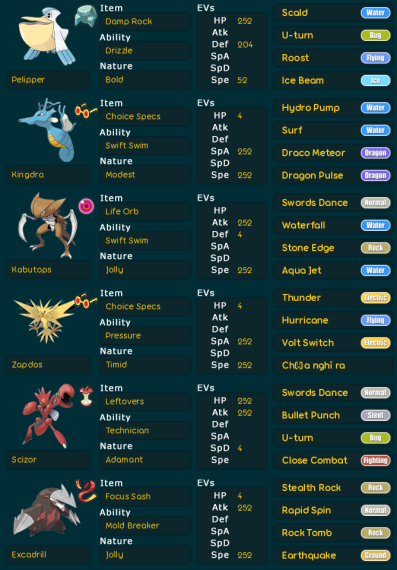 Item
Damp Rock
Ability
Drizzle
Nature
Pelipper
Bold
EVs
HP 252
Atk
Def 204
SpA
SpD
Spe 52
Scald Water
U-turn Bug
Roost Flying
Ice Beam Ice
Item
Choice Specs
Ability
Swift Swim
Nature
Kingdra
Modest
EVs
HP 4
Atk
Def
SpA 252
SpD
Spe 252
Hydro Pump Water
Surf Water
Draco Meteor Dragon
Dragon Pulse Dragon
Item
Life Orb
Ability
Swift Swim
Nature
Kabutops
Jolly
EVs
HP
Atk 252
Def 4
SpA
SpD
Spe 252
Swords Dance Normal
Waterfall Water
Stone Edge Rock
Aqua Jet Water
Item
Choice Specs
Ability
Pressure
Nature
Zapdos
Timid
EVs
HP 4
Atk
Def
SpA 252
SpD
Spe 252
Thunder Electric
Hurricane Flying
Volt Switch Electric
nghĩ ra
Item
Leftovers
Ability
Technician
Nature
Scizor
Adamant
EVs
HP 252
Atk 252
Def
SpA
SpD 4
Spe
Swords Dance Normal
Bullet Punch Steel
U-turn Bug
Close Combat Fighting
Item
Focus Sash
Ability
Mold Breaker
Nature
Excadrill
Jolly
EVs
HP 4
Atk 252
Def
SpA
SpD
Spe 252
Stealth Rock Rock
Rapid Spin Normal
Rock Tomb Rock
Earthquake Ground